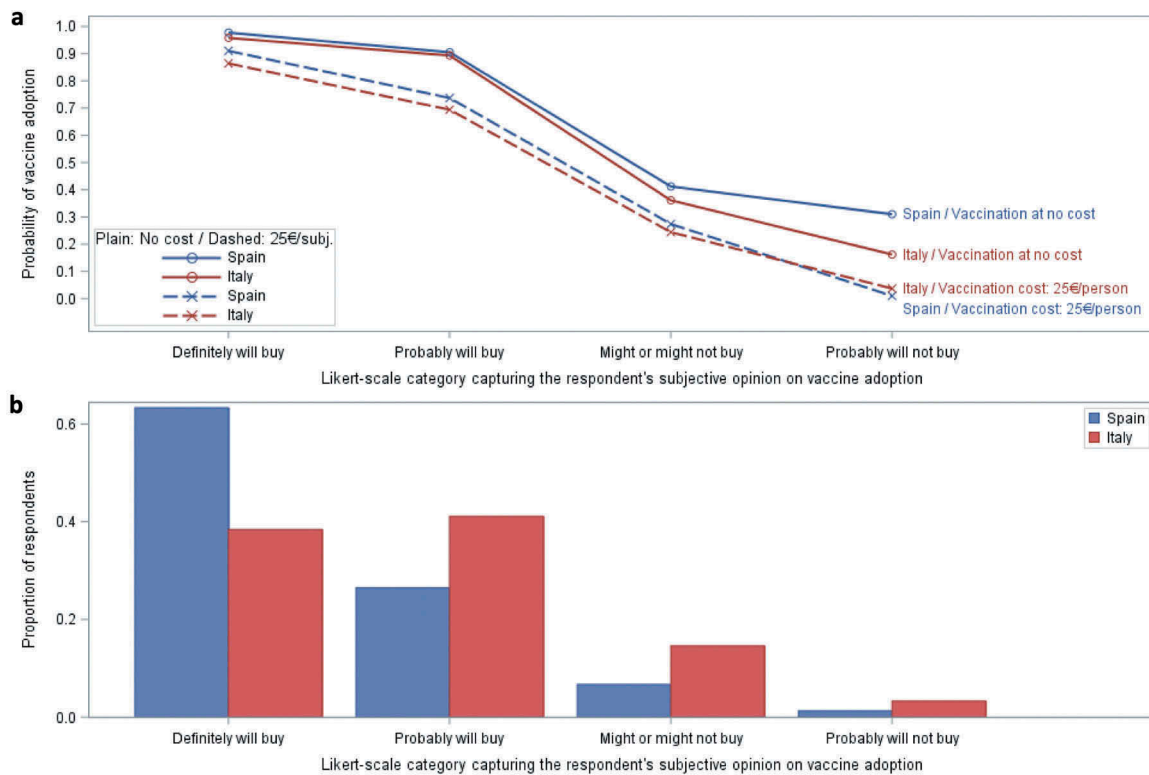 a
1.0
0.9
0.8
0.7
0.6
0.5
0.4
0.3
0.2
0.1
0.0
Probability of vaccine adoption
Plain: No cost / Dashed: 25€/subj.
Spain
Italy
Spain
Italy
Spain / Vaccination at no cost
Italy / Vaccination at no cost
Italy / Vaccination cost: 25€/person
Spain / Vaccination cost: 25€/person
Definitely will buy
Probably will buy
Might or might not buy
Probably will not buy
Likert-scale category capturing the respondent's subjective opinion on vaccine adoption
b
0.6
0.4
0.2
0.0
Proportion of respondents
Spain
Italy
Definitely will buy
Probably will buy
Might or might not buy
Probably will not buy
Likert-scale category capturing the respondent's subjective opinion on vaccine adoption